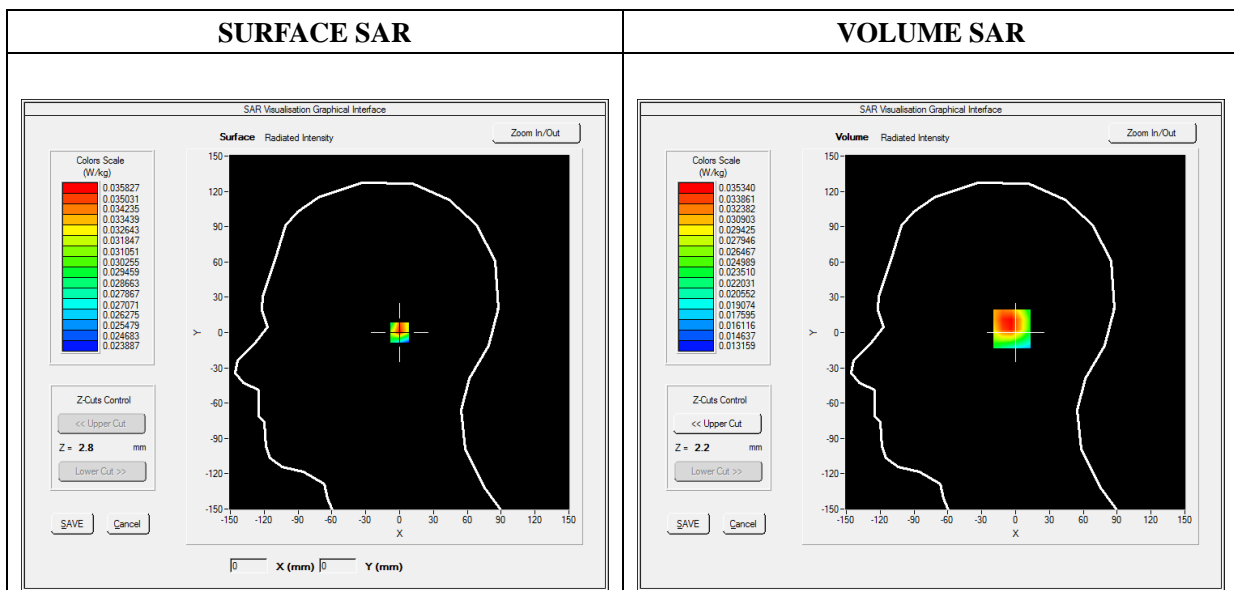 SURFACE SAR
VOLUME SAR
SAR Visualisation Graphical Interface
Surface Radiated Intensity
Zoom In/Out
Colors Scale
(W/kg)
0.035827
0.035031
0.034235
0.033439
0.032643
0.031847
0.031051
0.030255
0.029459
0.028663
0.027867
0.027071
0.026275
0.025479
0.024683
0.023887
Z-Cuts Control
<< Upper Cut
Z = 2.8 mm
Lower Cut >>
SAVE Cancel
150
120
90
60
30
0
-30
-60
-90
-120
-150
Y
-150 -120 -90 -60 -30 0 30 60 90 120 150
X
0 X (mm) 0 Y (mm)
SAR Visualisation Graphical Interface
Volume Radiated Intensity
Zoom In/Out
Colors Scale
(W/kg)
0.035340
0.033861
0.032382
0.030903
0.029425
0.027946
0.026467
0.024989
0.023510
0.022031
0.020552
0.019074
0.017595
0.016116
0.014637
0.013159
Z-Cuts Control
<< Upper Cut
Z = 2.2 mm
Lower Cut >>
SAVE Cancel
150
120
90
60
30
0
-30
-60
-90
-120
-150
Y
-150 -120 -90 -60 -30 0 30 60 90 120 150
X